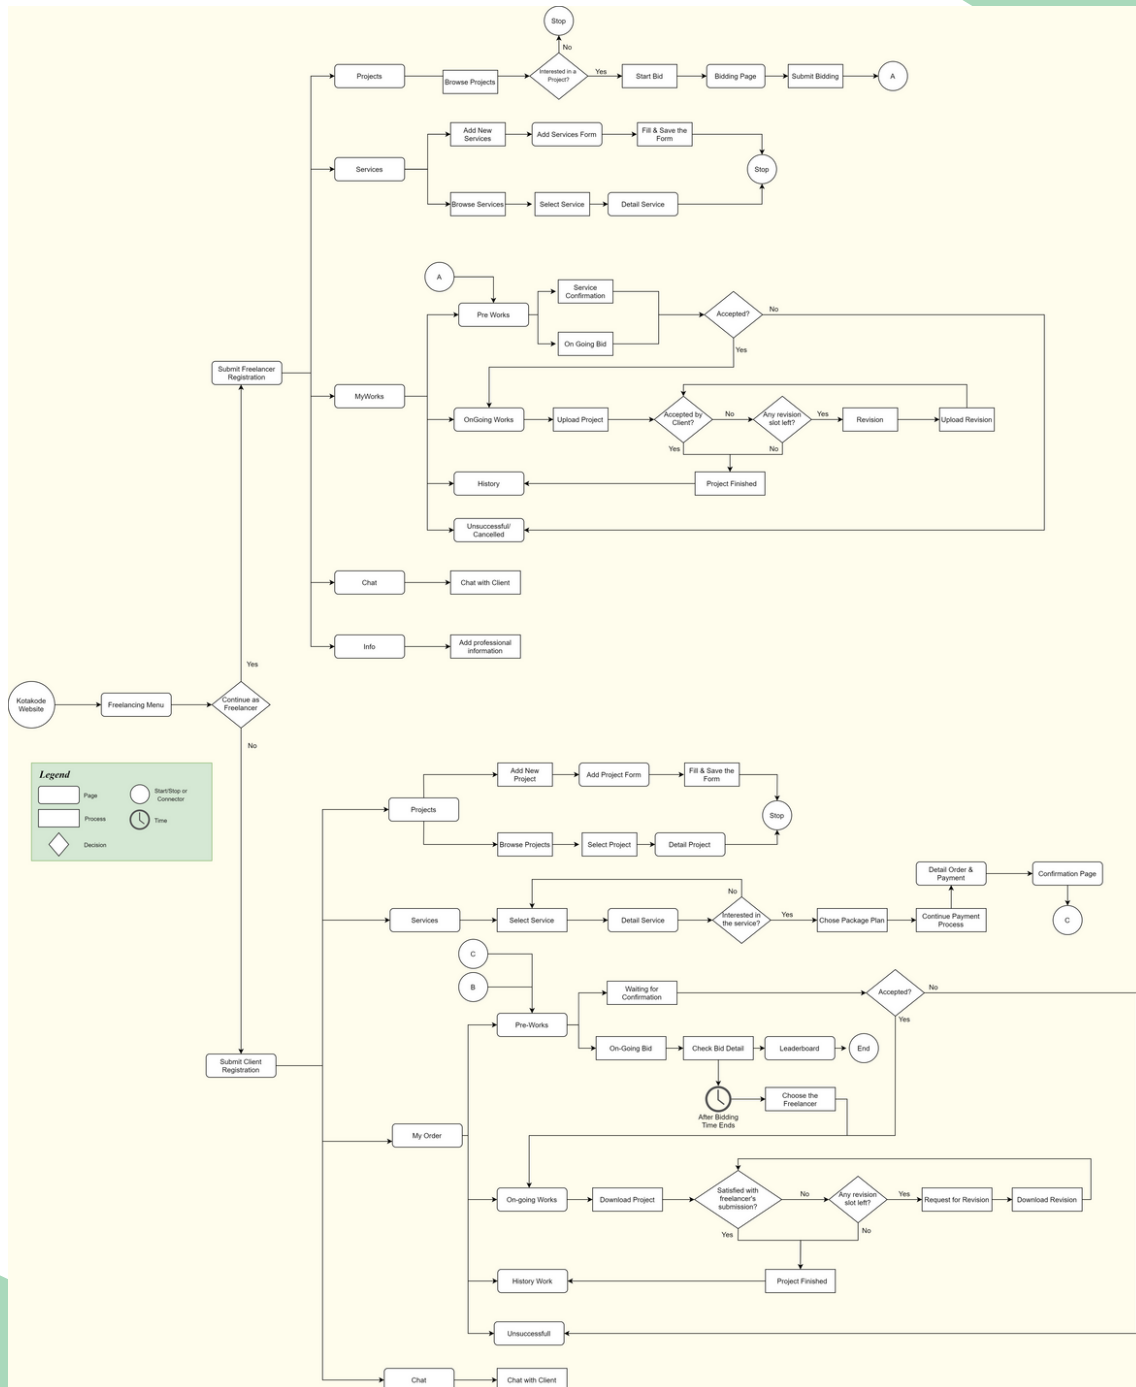 Stop
No
Projects
Browse Projects
Interested in a
Project?
Yes
Start Bid
Bidding Page
Submit Bidding
A
Add New
Services
Add Services Form
Fill & Save the
Form
Services
Stop
Browse Services
Select Service
Detail Service
A
Pre Works
Service
Confirmation
On Going Bid
Accepted?
No
Yes
Submit Freelancer
Registration
MyWorks
OnGoing Works
Upload Project
Accepted by
Client?
No
Any revision
slot left?
Yes
Revision
Upload Revision
Yes
No
History
Project Finished
Unsuccessful/
Cancelled
Chat
Chat with Client
Info
Add professional
information
Yes
Kotakode
Website
Freelancing Menu
Continue as
Freelancer
No
Legend
Page
Start/Stop or
Connector
Process
Time
Decision
Add New
Project
Add Project Form
Fill & Save the
Form
Projects
Stop
Browse Projects
Select Project
Detail Project
No
Services
Select Service
Detail Service
Interested in
the service?
Yes
Chose Package Plan
Continue Payment
Process
Detail Order &
Payment
Confirmation Page
C
C
B
Waiting for
Confirmation
Accepted?
No
Yes
Pre-Works
On-Going Bid
Check Bid Detail
Leaderboard
End
Submit Client
Registration
After Bidding
Time Ends
Choose the
Freelancer
My Order
On-going Works
Download Project
Satisfied with
freelancer's
submission?
No
Any revision
slot left?
Yes
Request for Revision
Download Revision
Yes
No
History Work
Project Finished
Unsuccessfull
Chat
Chat with Client